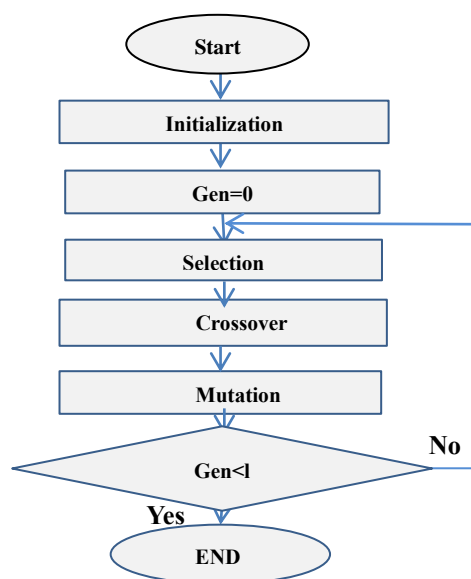 Start
Initialization
Gen=0
Selection
Crossover
Mutation
Gen<l
No
Yes
END